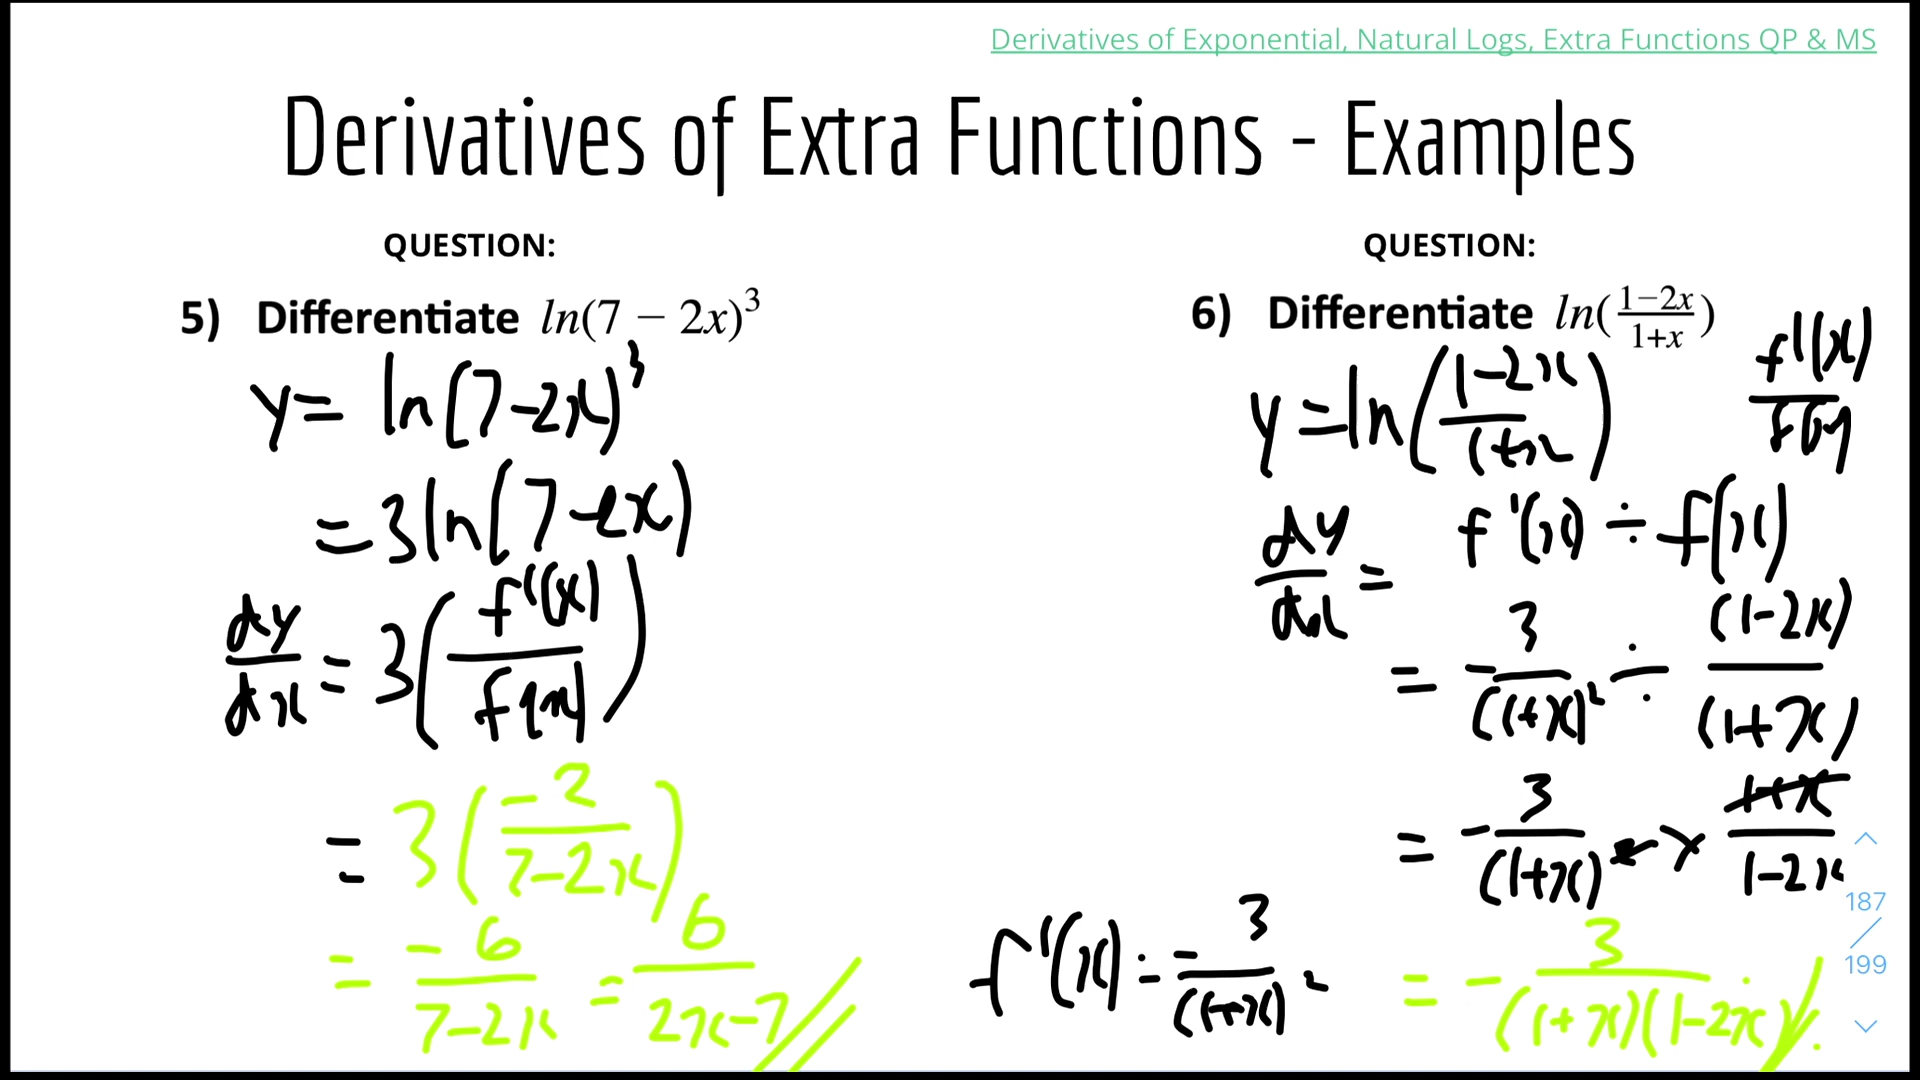 Derivatives of Exponential, Natural Logs, Extra Functions QP & MS
Derivatives of Extra Functions - Examples
QUESTION:
5) Differentiate ln(7 − 2x)³
y = ln(7-2x)³
= 3ln(7-2x)
dy/dx = 3(f'(x)/f(x))
= 3(-2/(7-2x))
= -6/(7-2x) = 6/(2x-7)
QUESTION:
6) Differentiate ln((1−2x)/(1+x))
f'(x)/f(x)
y = ln((1-2x)/(1+x))
dy/dx = f'(x) ÷ f(x)
= -3/(1+x)² ÷ (1-2x)/(1+x)
= -3/(1+x) × 1+x/1-2x
f'(x) = -3/(1+x)²
= -3/((1+x)(1-2x))
187
/
199